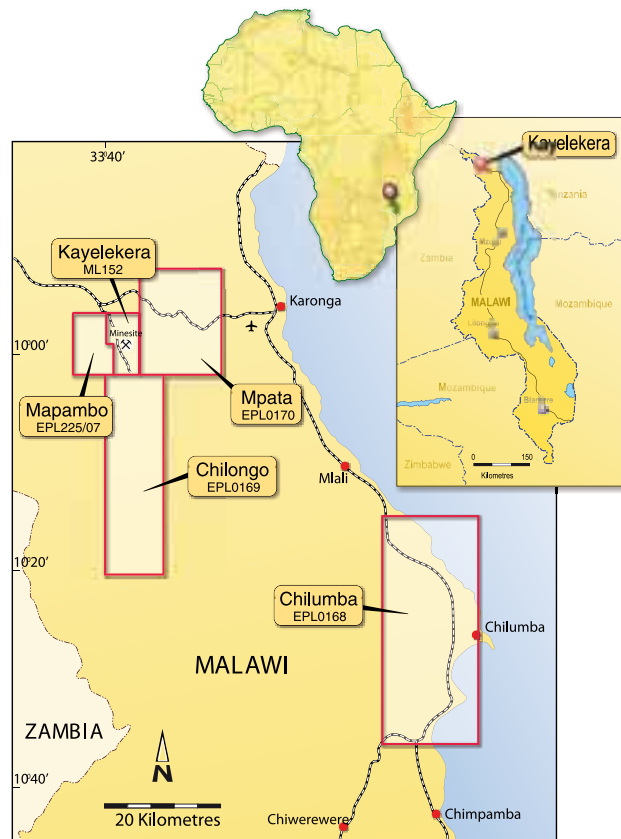 Kayelekera
Tanzania
Zambia
MALAWI
Mozambique
Mozambique
Zimbabwe
0 150
Kilometres
33°40′
Kayelekera
ML152
Minesite
Karonga
10°00′
Mapambo
EPL225/07
Mpata
EPL0170
Chilongo
EPL0169
Mlali
10°20′
Chilumba
EPL0168
Chilumba
MALAWI
ZAMBIA
N
10°40′
20 Kilometres
Chiwerewere
Chimpamba